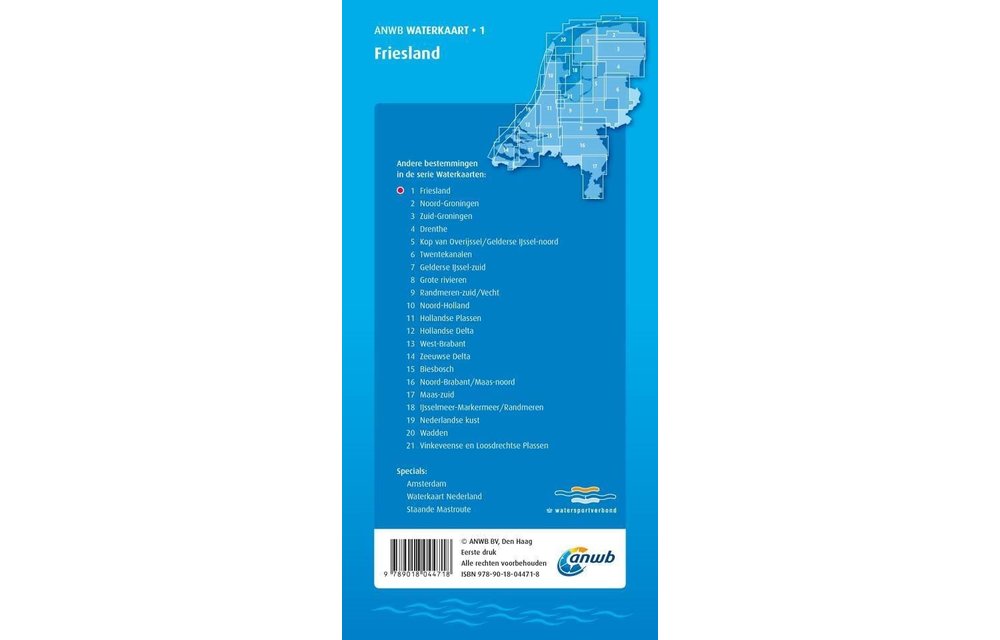 ANWB WATERKAART • 1
Friesland
Andere bestemmingen
in de serie Waterkaarten:
1 Friesland
2 Noord-Groningen
3 Zuid-Groningen
4 Drenthe
5 Kop van Overijssel/Gelderse IJssel-noord
6 Twentekanalen
7 Gelderse IJssel-zuid
8 Grote rivieren
9 Randmeren-zuid/Vecht
10 Noord-Holland
11 Hollandse Plassen
12 Hollandse Delta
13 West-Brabant
14 Zeeuwse Delta
15 Biesbosch
16 Noord-Brabant/Maas-noord
17 Maas-zuid
18 IJsselmeer-Markermeer/Randmeren
19 Nederlandse kust
20 Wadden
21 Vinkeveense en Loosdrechtse Plassen
Specials:
Amsterdam
Waterkaart Nederland
Staande Mastroute
watersportverbond
© ANWB BV, Den Haag
Eerste druk
Alle rechten voorbehouden
ISBN 978-90-18-04471-8
9 789018 044718
anwb